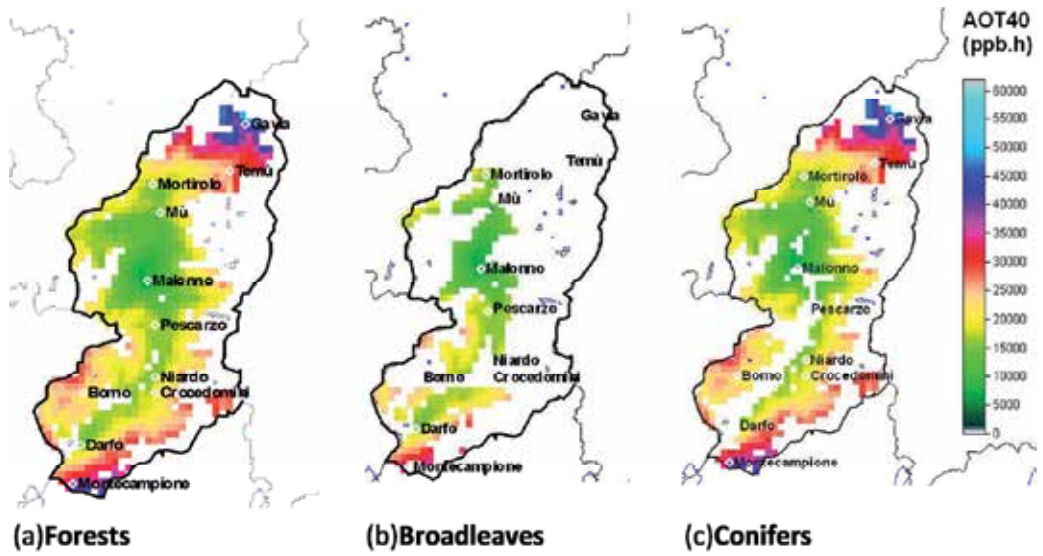 AOT40
(ppb.h)
60000
55000
50000
45000
40000
35000
30000
25000
20000
15000
10000
5000
0
Gavia
Temù
Mortirolo
Mù
Malonno
Pescarzo
Niardo
Borno
Crocedomini
Darfo
Montecampione
(a)Forests
Gavia
Temù
Mortirolo
Mù
Malonno
Pescarzo
Niardo
Borno
Crocedomini
Darfo
Montecampione
(b)Broadleaves
Gavia
Temù
Mortirolo
Mù
Malonno
Pescarzo
Niardo
Borno
Crocedomini
Darfo
Montecampione
(c)Conifers